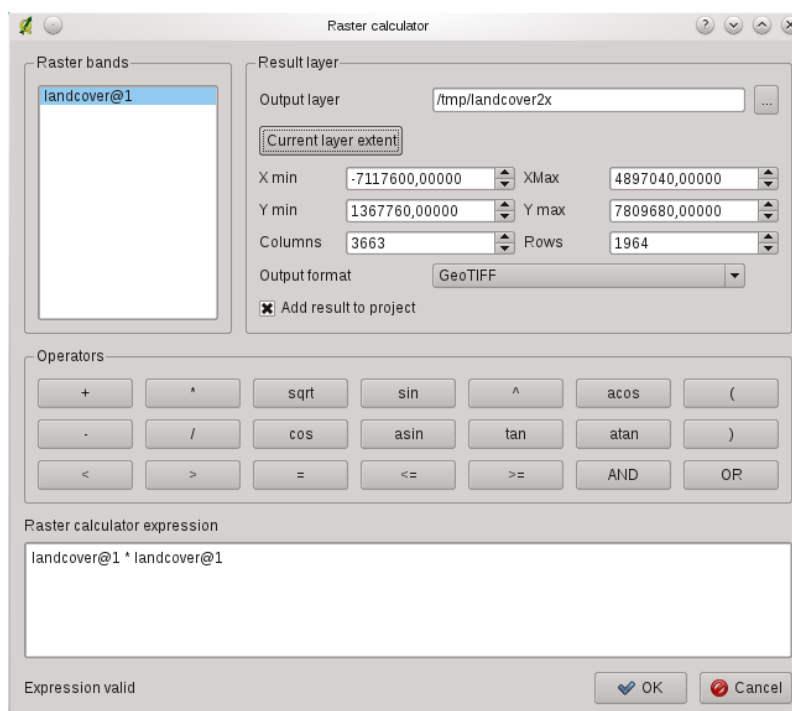 Raster calculator
Raster bands
landcover@1
Result layer
Output layer /tmp/landcover2x ...
Current layer extent
X min -7117600,00000 XMax 4897040,00000
Y min 1367760,00000 Y max 7809680,00000
Columns 3663 Rows 1964
Output format GeoTIFF
Add result to project
Operators
+ * sqrt sin ^ acos (
- / cos asin tan atan )
< > = <= >= AND OR
Raster calculator expression
landcover@1 * landcover@1
Expression valid OK Cancel